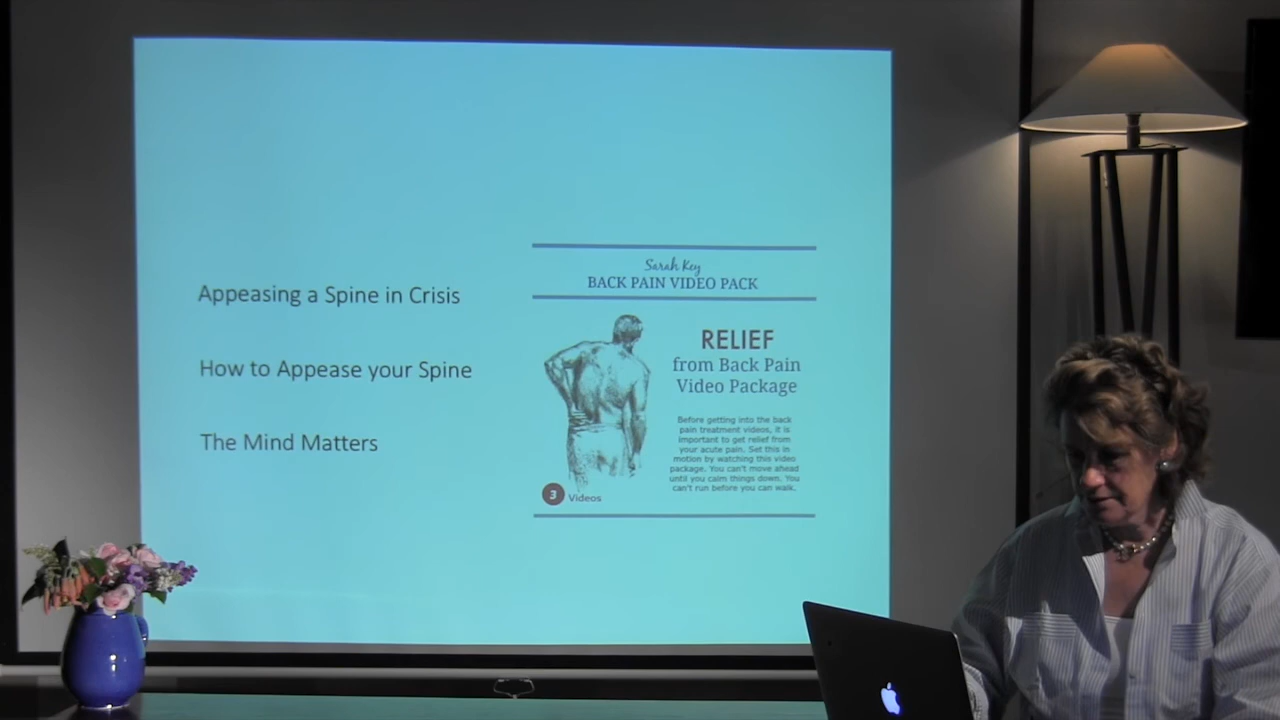 Appeasing a Spine in Crisis
How to Appease your Spine
The Mind Matters
Sarah Key
BACK PAIN VIDEO PACK
RELIEF
from Back Pain
Video Package
Before getting into the back
pain treatment videos, it is
important to get relief from
your acute pain. Set this in
motion by watching this video
package. You can't move ahead
until you calm things down. You
can't run before you can walk.
3 Videos